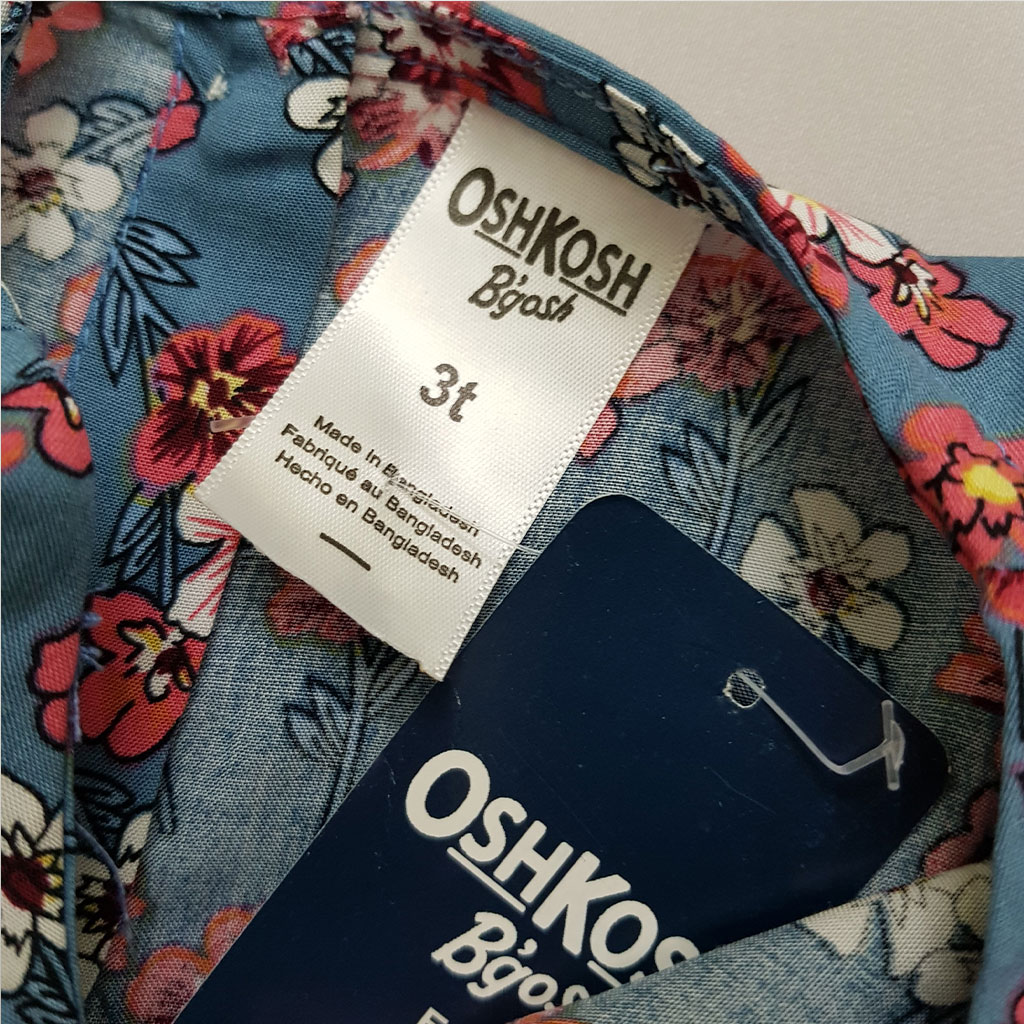 OSHKOSH
B'gosh
3t
Made in Bangladesh
Fabriqué au Bangladesh
Hecho en Bangladesh
OSHKOS
B'gos